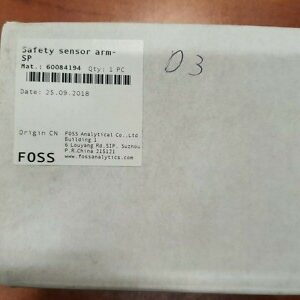 Safety sensor arm-
SP
Mat.: 60084194 Qty: 1 PC
D3
Date: 25.09.2018
Origin CN FOSS Analytical Co.,Ltd
Building 1
6 Louyang Rd.SIP, Suzhou
P.R.China 215121
www.fossanalytics.com
FOSS